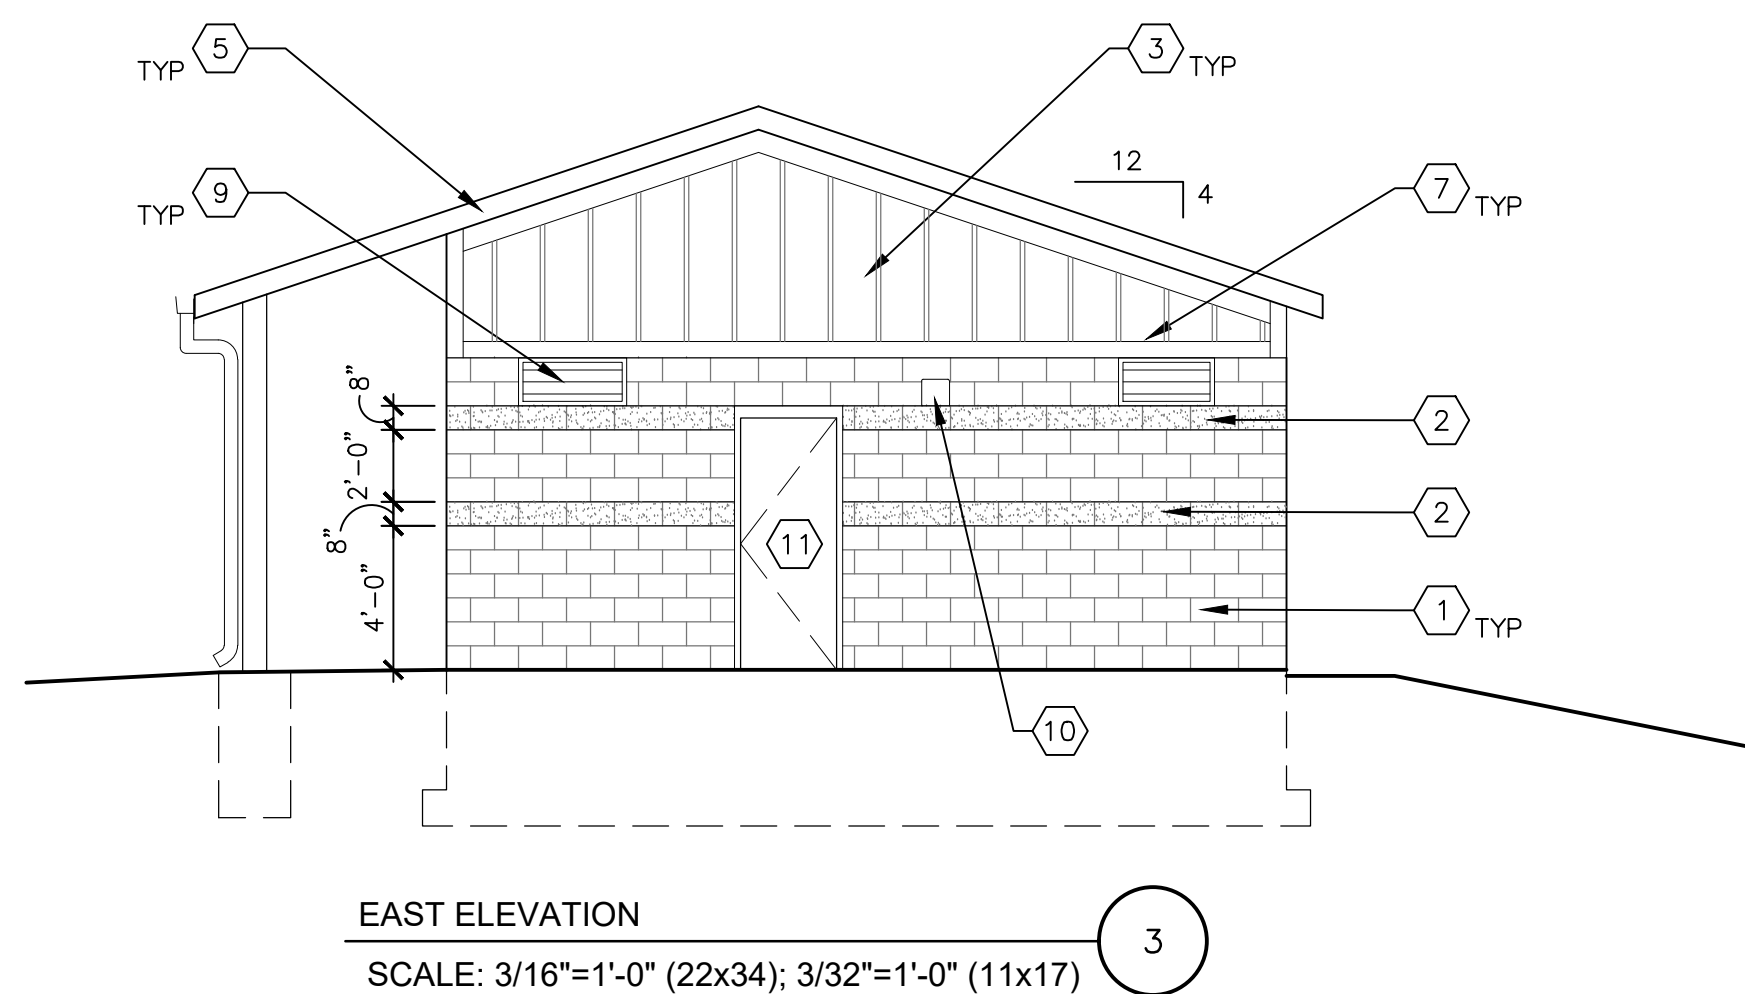 5
TYP
3
TYP
12
4
9
TYP
7
TYP
8"
2
2'-0"
2
8"
11
4'-0"
1
TYP
10
EAST ELEVATION
3
SCALE: 3/16"=1'-0" (22x34); 3/32"=1'-0" (11x17)